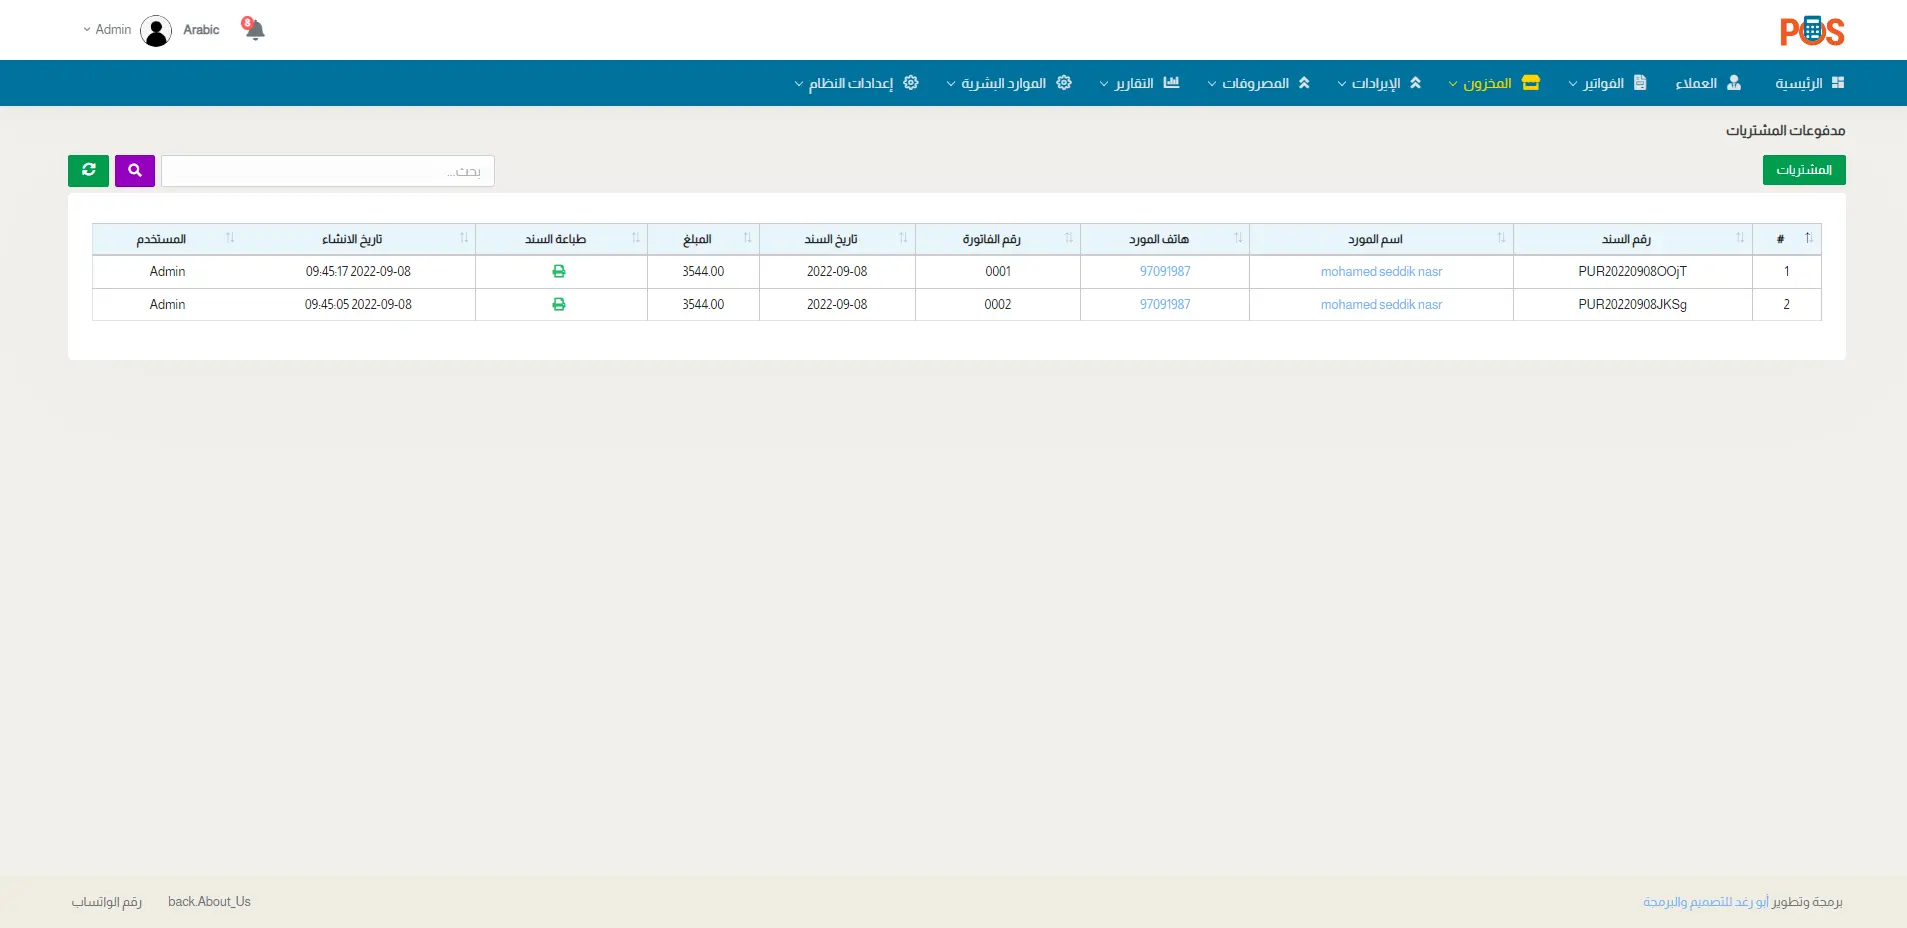 POS
8
Arabic
Admin
الرئيسية
العملاء
الفواتير
المخزون
الإيرادات
المصروفات
التقارير
الموارد البشرية
إعدادات النظام
مدفوعات المشتريات
المشتريات
بحث...
# رقم السند اسم المورد هاتف المورد رقم الفاتورة تاريخ السند المبلغ طباعة السند تاريخ الانشاء المستخدم
1 PUR20220908OOjT mohamed seddik nasr 97091987 0001 2022-09-08 3544.00 2022-09-08 09:45:17 Admin
2 PUR20220908JKSg mohamed seddik nasr 97091987 0002 2022-09-08 3544.00 2022-09-08 09:45:05 Admin
برمجة وتطوير أبو رغد للتصميم والبرمجة
back.About_Us
رقم الواتساب